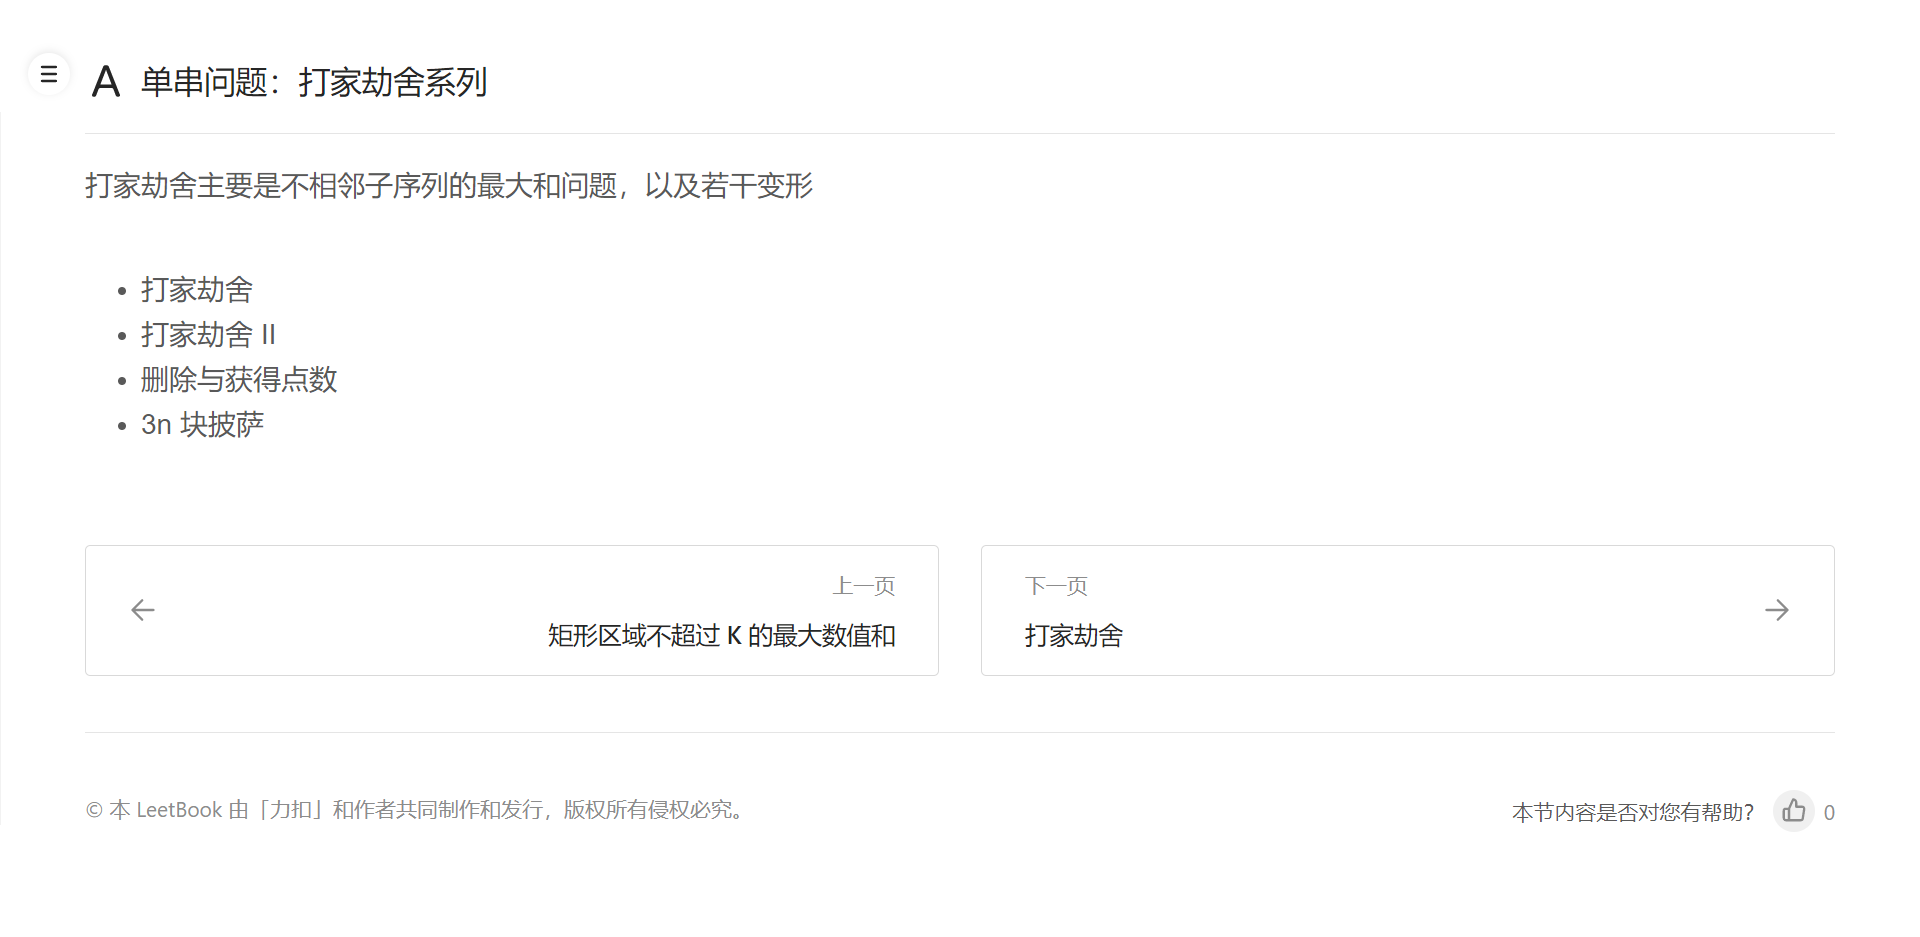 A 单串问题：打家劫舍系列
打家劫舍主要是不相邻子序列的最大和问题，以及若干变形
• 打家劫舍
• 打家劫舍 II
• 删除与获得点数
• 3n 块披萨
上一页
矩形区域不超过 K 的最大数值和
下一页
打家劫舍
© 本 LeetBook 由「力扣」和作者共同制作和发行，版权所有侵权必究。
本节内容是否对您有帮助？ 0